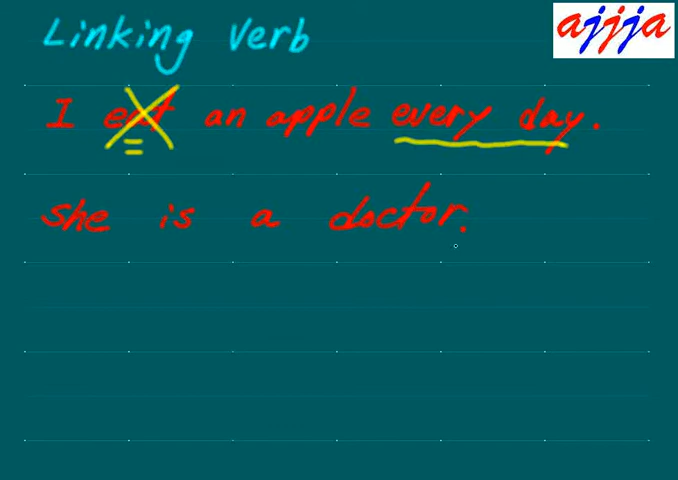 Linking Verb
ajjja
I eat an apple every day.
She is a doctor.